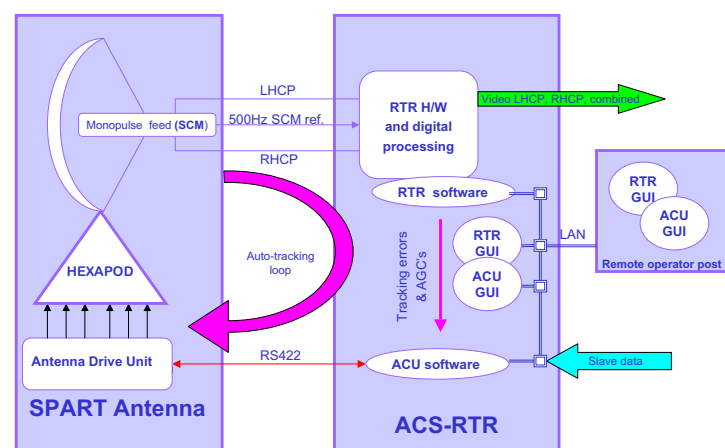 LHCP
Monopulse feed (SCM)
500Hz SCM ref.
RHCP
RTR H/W
and digital
processing
Video LHCP, RHCP, combined
RTR software
RTR
GUI
ACU
GUI
LAN
RTR
GUI
ACU
GUI
Remote operator post
Auto-tracking
loop
Tracking errors
& AGC's
HEXAPOD
Antenna Drive Unit
RS422
ACU software
Slave data
SPART Antenna
ACS-RTR